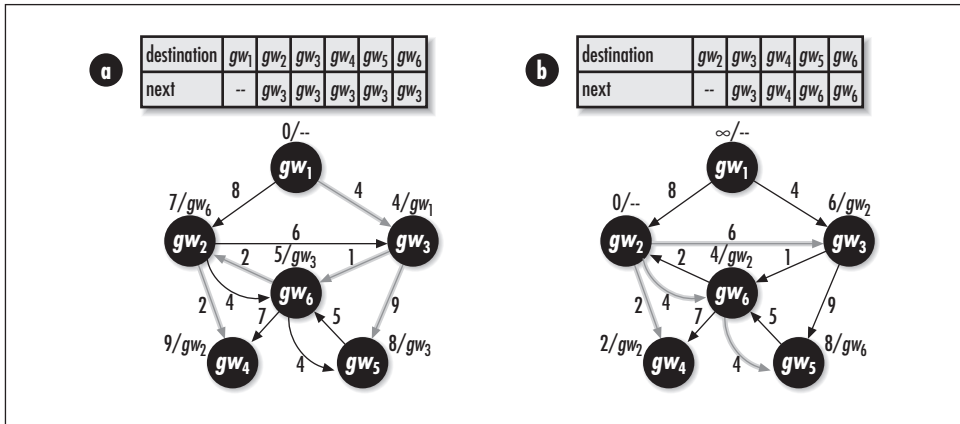 a
destination gw1 gw2 gw3 gw4 gw5 gw6
next -- gw3 gw3 gw3 gw3 gw3
0/--
gw1
8
4
7/gw6
4/gw1
gw2
6
gw3
5/gw3
2
1
gw6
2
4
7
5
9
9/gw2
gw4
4
gw5
8/gw3
b
destination gw2 gw3 gw4 gw5 gw6
next -- gw3 gw4 gw6 gw6
∞/--
gw1
8
4
0/--
6/gw2
gw2
6
gw3
4/gw2
2
1
gw6
2
4
7
5
9
2/gw2
gw4
4
gw5
8/gw6